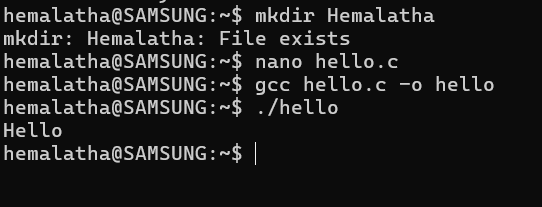 hemalatha@SAMSUNG:~$ mkdir Hemalatha
mkdir: Hemalatha: File exists
hemalatha@SAMSUNG:~$ nano hello.c
hemalatha@SAMSUNG:~$ gcc hello.c -o hello
hemalatha@SAMSUNG:~$ ./hello
Hello
hemalatha@SAMSUNG:~$